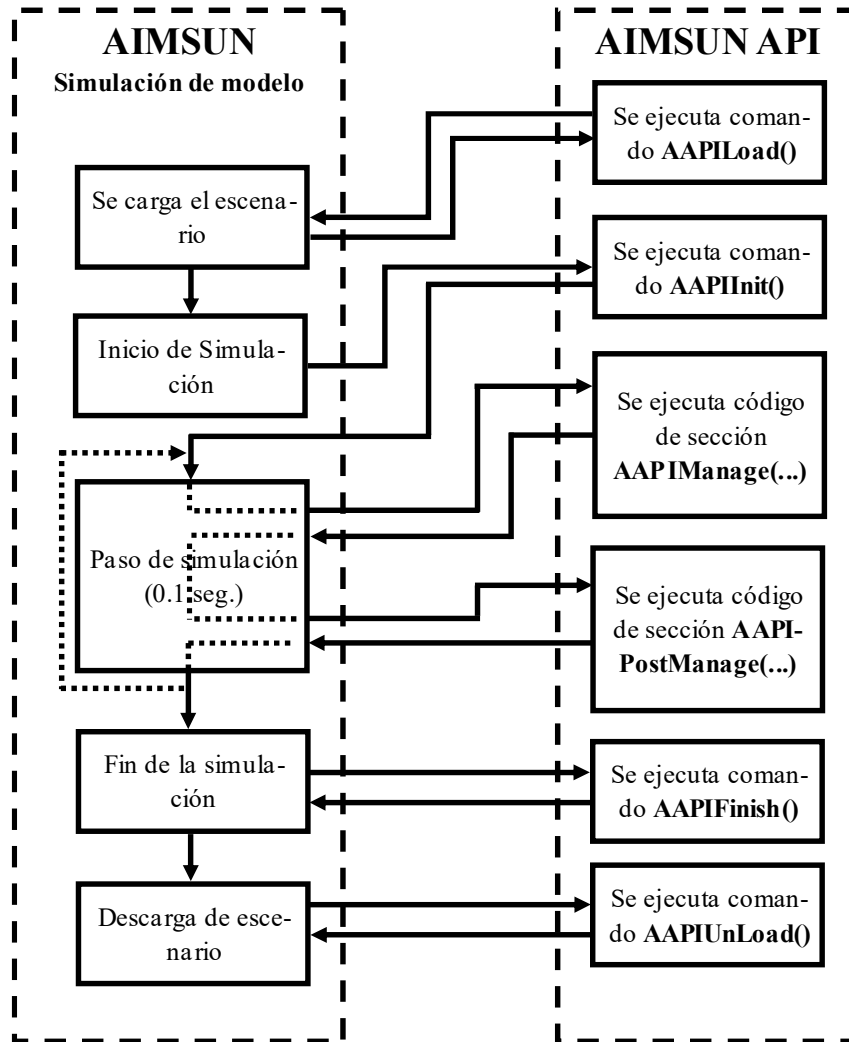 AIMSUN
Simulación de modelo
Se carga el escena-
rio
Inicio de Simula-
ción
Paso de simulación
(0.1 seg.)
Fin de la simula-
ción
Descarga de esce-
nario
AIMSUN API
Se ejecuta coman-
do AAPILoad()
Se ejecuta coman-
do AAPIInit()
Se ejecuta código
de sección
AAPIManage(...)
Se ejecuta código
de sección AAPI-
PostManage(...)
Se ejecuta coman-
do AAPIFinish()
Se ejecuta coman-
do AAPIUnLoad()